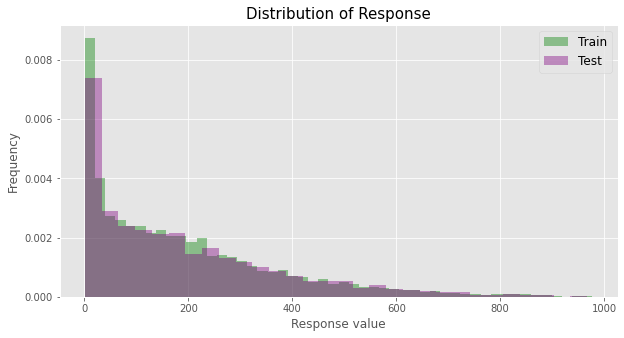 Distribution of Response
Train
Test
Frequency
0.008
0.006
0.004
0.002
0.000
0
200
400
600
800
1000
Response value